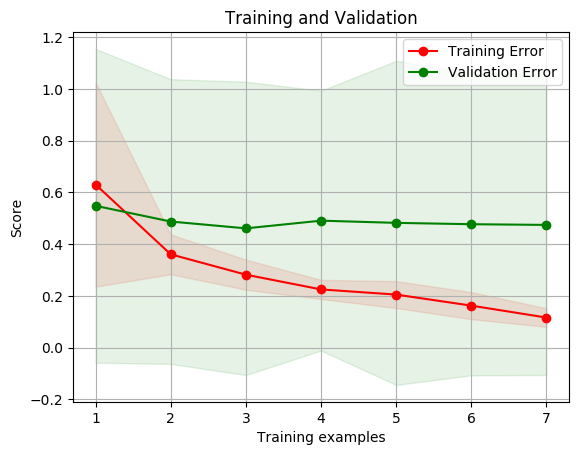 Training and Validation
Training Error
Validation Error
Score
1.2
1.0
0.8
0.6
0.4
0.2
0.0
−0.2
1 2 3 4 5 6 7
Training examples